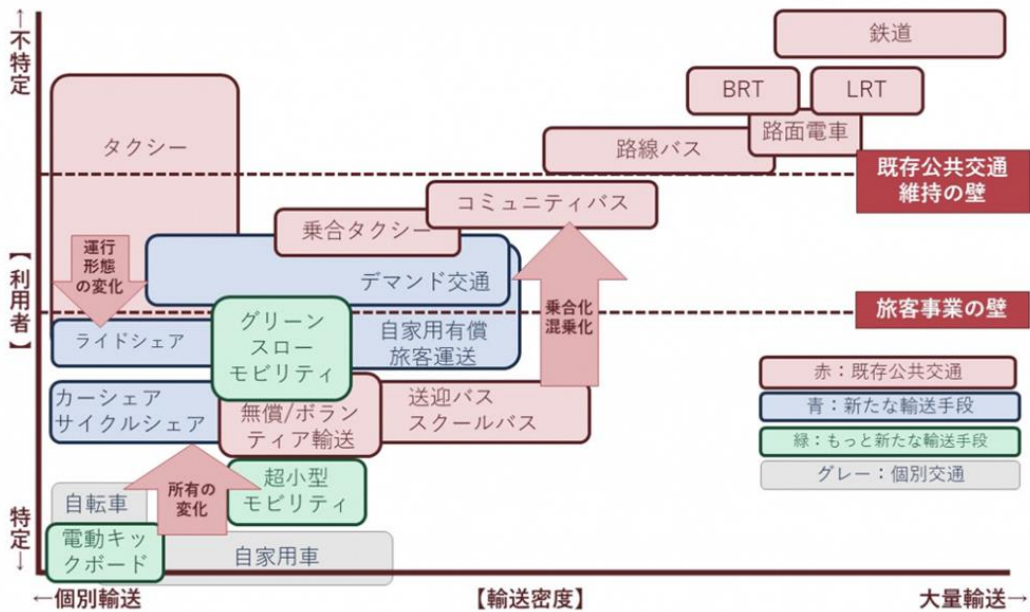 ←不特定
鉄道
BRT
LRT
タクシー
路線バス
路面電車
既存公共交通
維持の壁
コミュニティバス
乗合タクシー
運行
形態
の変化
デマンド交通
【利用者】
乗合化
混乗化
旅客事業の壁
グリーン
スロー
モビリティ
ライドシェア
自家用有償
旅客運送
赤：既存公共交通
カーシェア
サイクルシェア
無償/ボラン
ティア輸送
送迎バス
スクールバス
青：新たな輸送手段
緑：もっと新たな輸送手段
グレー：個別交通
所有の
変化
超小型
モビリティ
自転車
特定→
電動キッ
クボード
自家用車
←個別輸送
【輸送密度】
大量輸送→